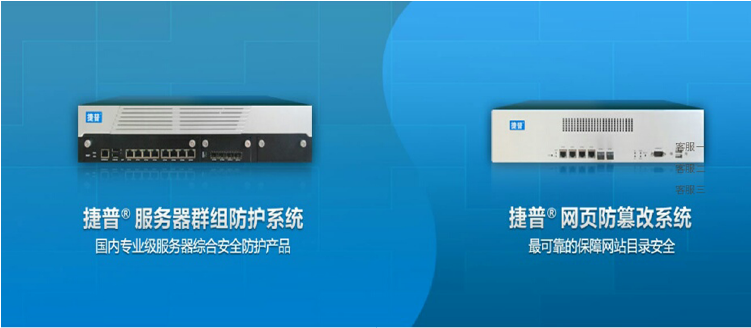 捷普
捷普® 服务器群组防护系统
国内专业级服务器综合安全防护产品
捷普
客服一
客服二
客服三
捷普® 网页防篡改系统
最可靠的保障网站目录安全